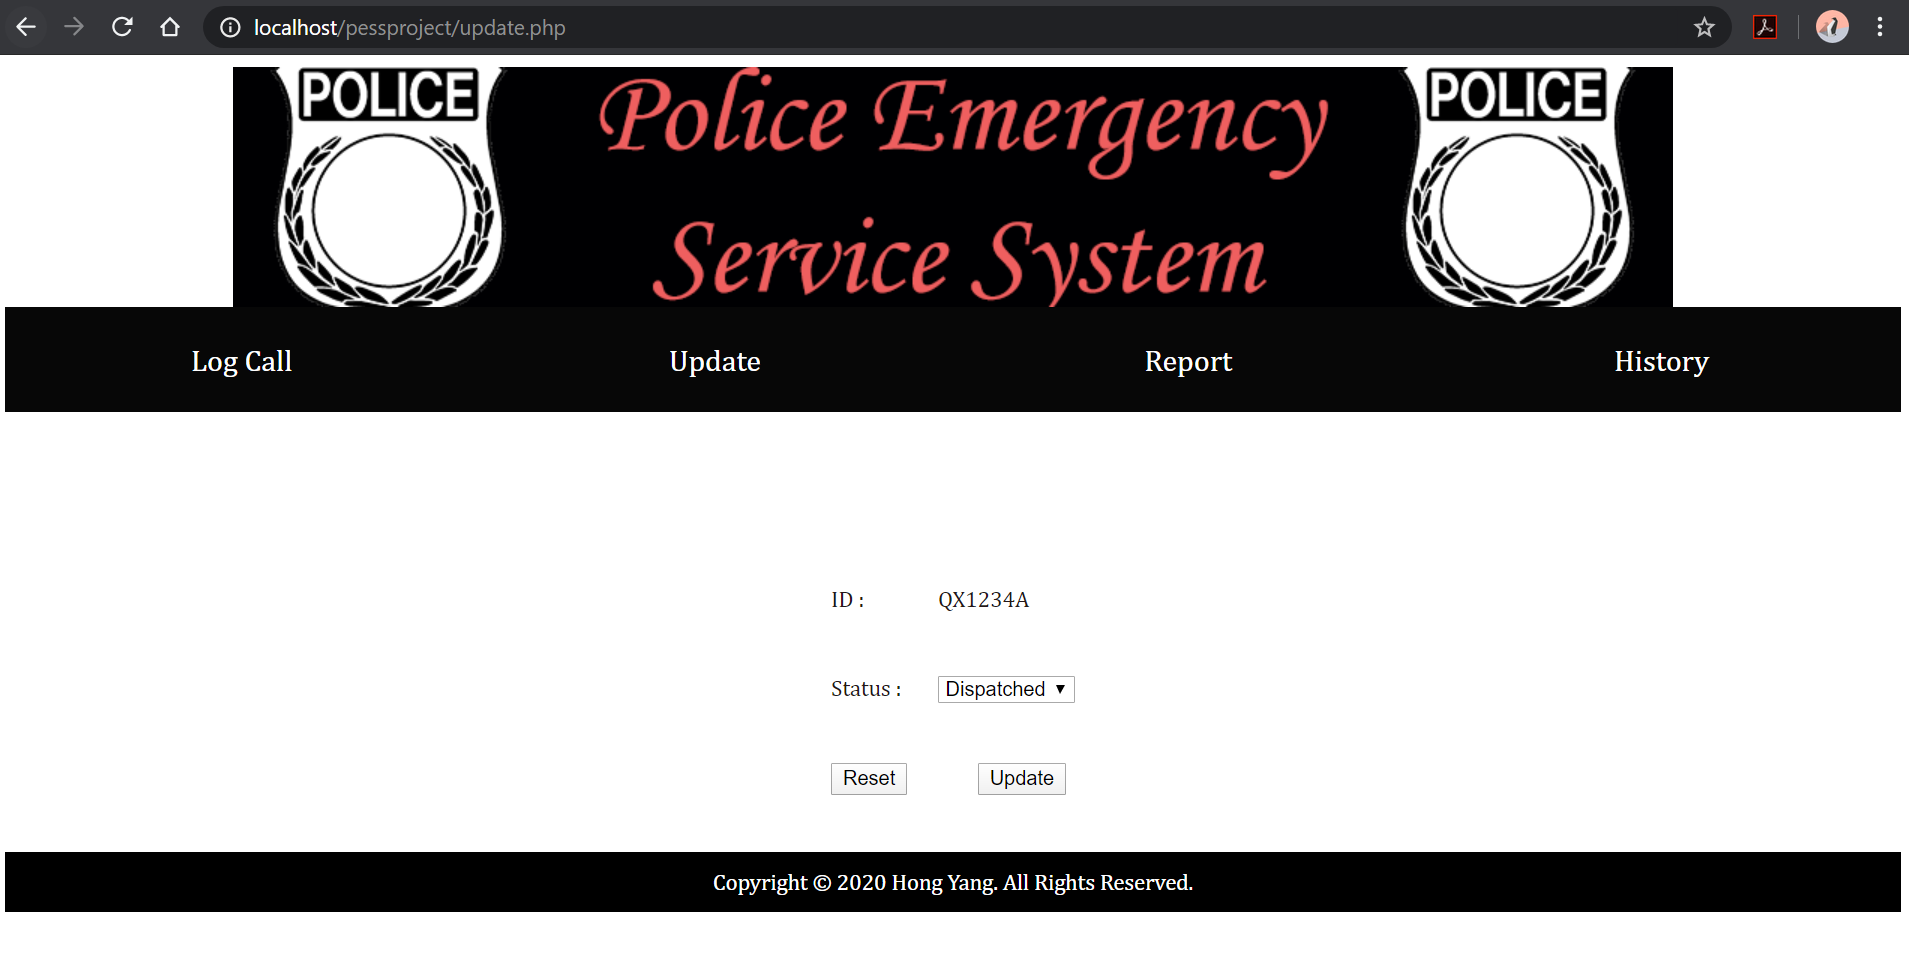 localhost/pessproject/update.php
POLICE
Police Emergency
Service System
POLICE
Log Call Update Report History
ID : QX1234A
Status : Dispatched
Reset Update
Copyright © 2020 Hong Yang. All Rights Reserved.